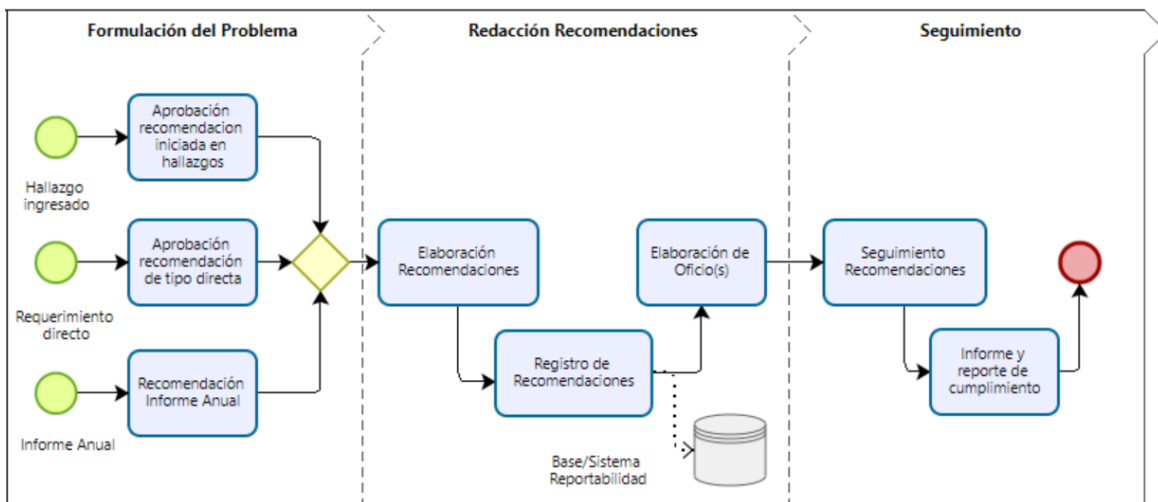 Formulación del Problema
Redacción Recomendaciones
Seguimiento
Aprobación
recomendacion
iniciada en
hallazgos
Hallazgo
ingresado
Aprobación
recomendación
de tipo directa
Requerimiento
directo
Recomendación
Informe Anual
Informe Anual
Elaboración
Recomendaciones
Registro de
Recomendaciones
Elaboración de
Oficio(s)
Base/Sistema
Reportabilidad
Seguimiento
Recomendaciones
Informe y
reporte de
cumplimiento